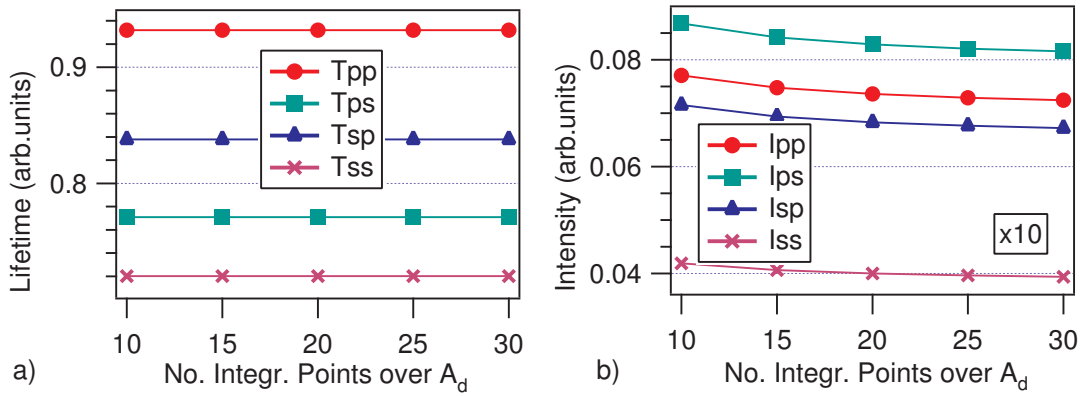 Lifetime (arb.units)
0.9
0.8
Tpp
Tps
Tsp
Tss
10 15 20 25 30
No. Integr. Points over A_d
a)
Intensity (arb.units)
0.08
0.06
0.04
Ipp
Ips
Isp
Iss
x10
10 15 20 25 30
No. Integr. Points over A_d
b)